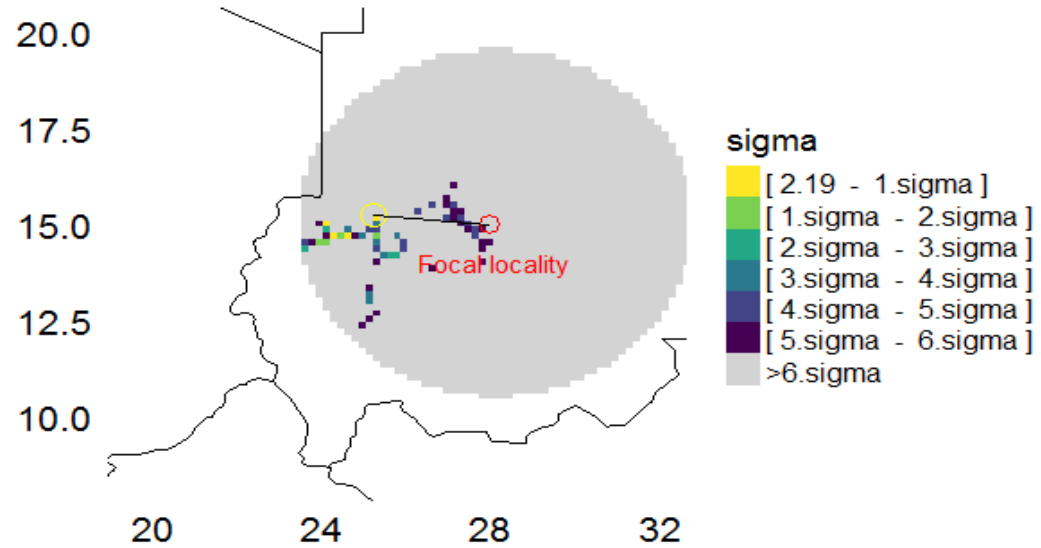 20.0
17.5
15.0
12.5
10.0
20 24 28 32
Focal locality
sigma
[ 2.19 - 1.sigma ]
[ 1.sigma - 2.sigma ]
[ 2.sigma - 3.sigma ]
[ 3.sigma - 4.sigma ]
[ 4.sigma - 5.sigma ]
[ 5.sigma - 6.sigma ]
>6.sigma